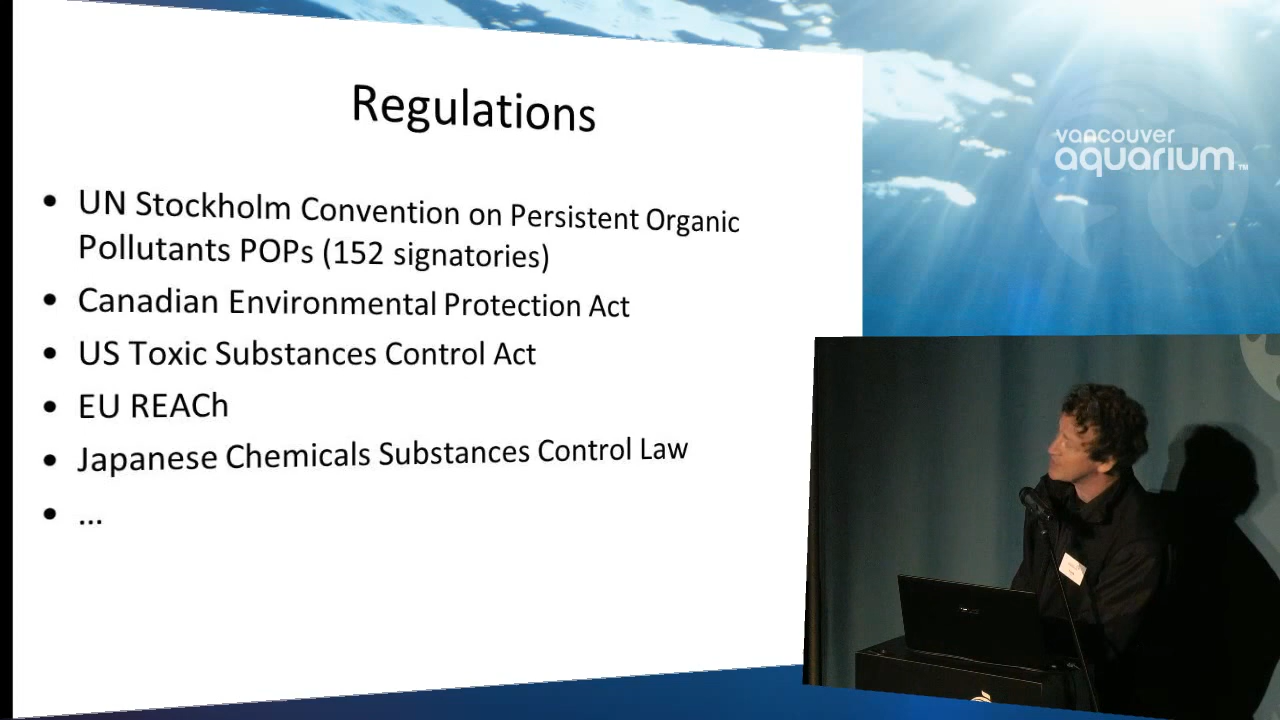 Regulations
• UN Stockholm Convention on Persistent Organic
Pollutants POPs (152 signatories)
• Canadian Environmental Protection Act
• US Toxic Substances Control Act
• EU REACh
• Japanese Chemicals Substances Control Law
• ...
vancouver
aquarium™